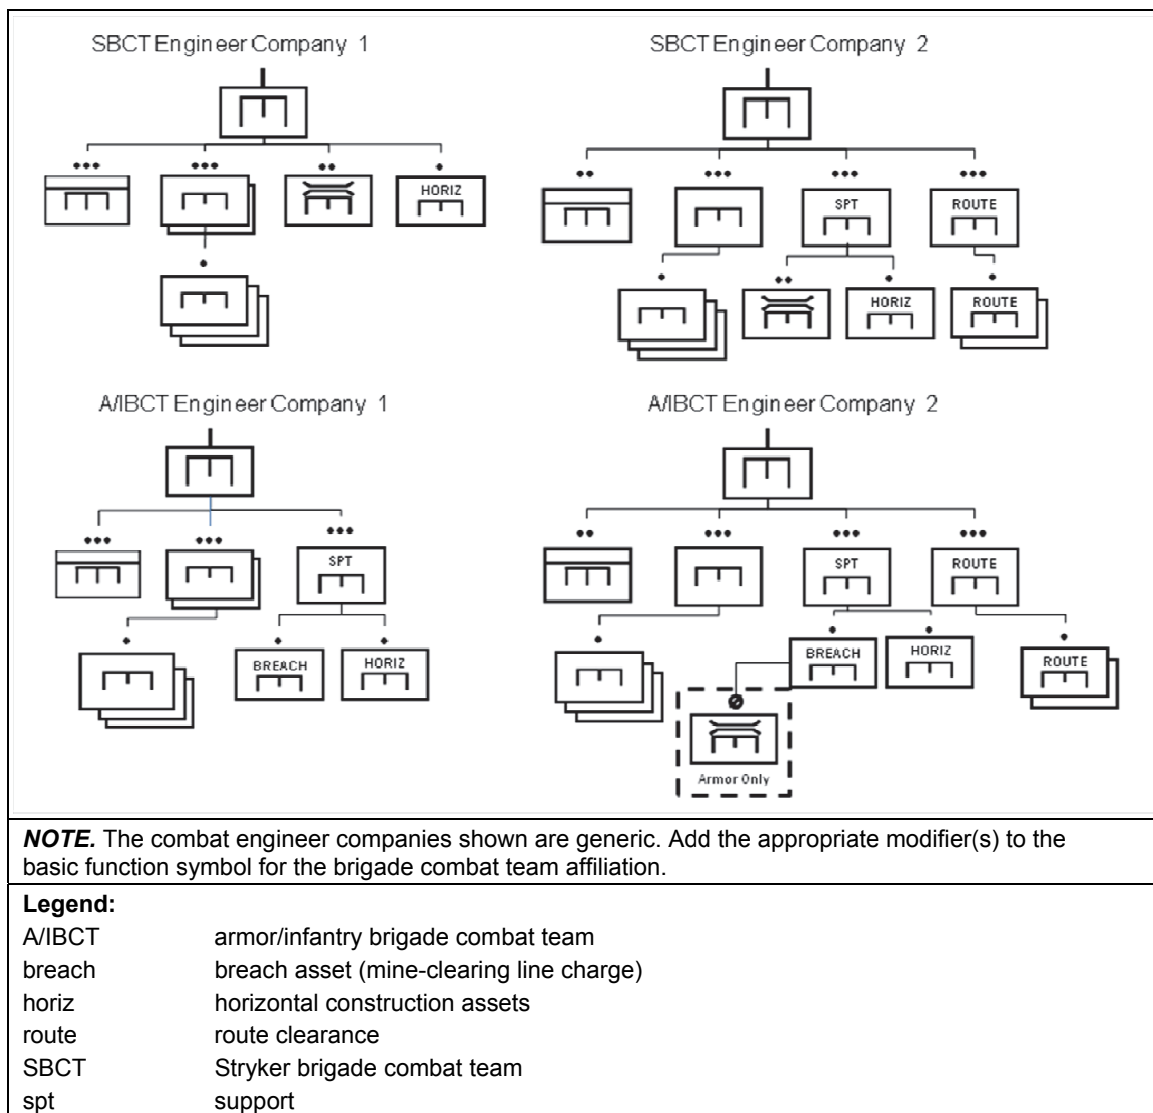 SBCT Engineer Company 1
SBCT Engineer Company 2
HORIZ
SPT
ROUTE
HORIZ
ROUTE
A/IBCT Engineer Company 1
A/IBCT Engineer Company 2
SPT
SPT
ROUTE
BREACH
HORIZ
BREACH
HORIZ
ROUTE
Armor Only
NOTE. The combat engineer companies shown are generic. Add the appropriate modifier(s) to the
basic function symbol for the brigade combat team affiliation.
Legend:
A/IBCT armor/infantry brigade combat team
breach breach asset (mine-clearing line charge)
horiz horizontal construction assets
route route clearance
SBCT Stryker brigade combat team
spt support